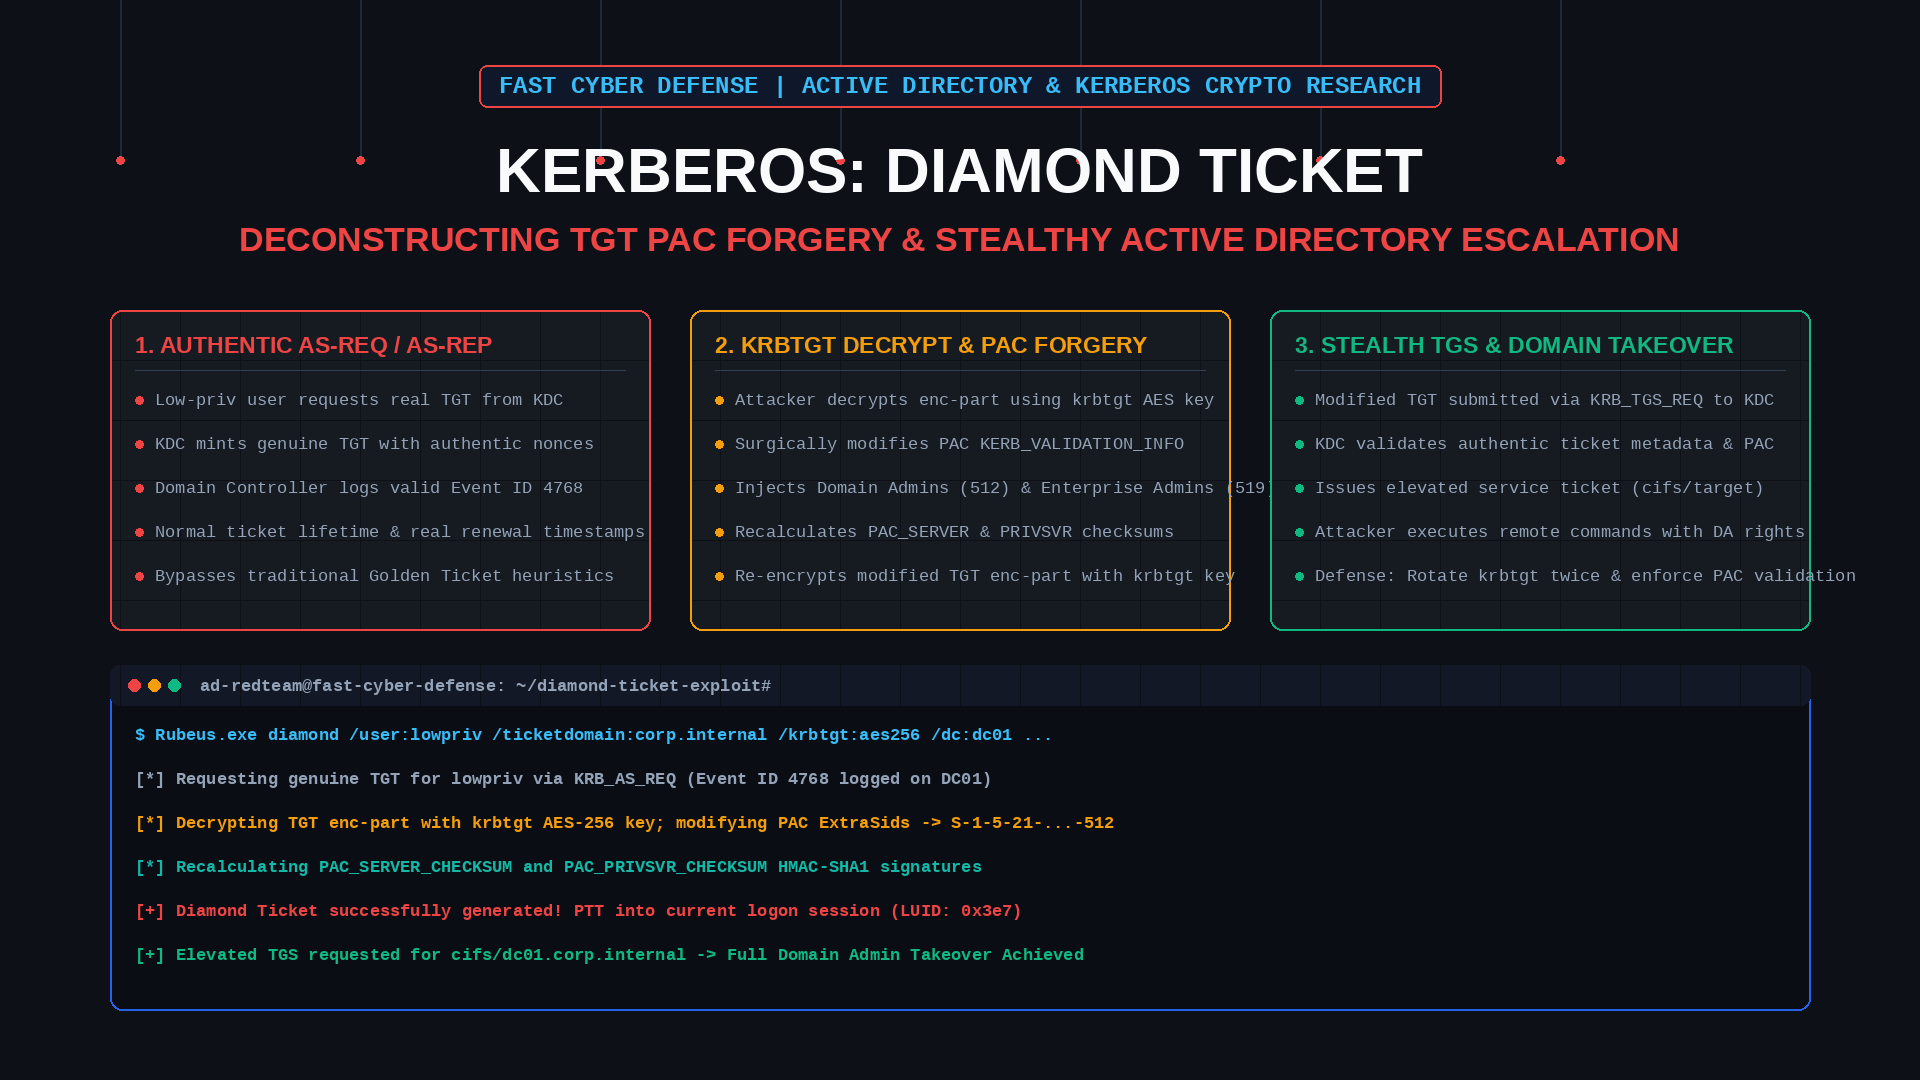 FAST CYBER DEFENSE | ACTIVE DIRECTORY & KERBEROS CRYPTO RESEARCH
KERBEROS: DIAMOND TICKET
DECONSTRUCTING TGT PAC FORGERY & STEALTHY ACTIVE DIRECTORY ESCALATION
1. AUTHENTIC AS-REQ / AS-REP
Low-priv user requests real TGT from KDC
KDC mints genuine TGT with authentic nonces
Domain Controller logs valid Event ID 4768
Normal ticket lifetime & real renewal timestamps
Bypasses traditional Golden Ticket heuristics
2. KRBTGT DECRYPT & PAC FORGERY
Attacker decrypts enc-part using krbtgt AES key
Surgically modifies PAC KERB_VALIDATION_INFO
Injects Domain Admins (512) & Enterprise Admins (519)
Recalculates PAC_SERVER & PRIVSVR checksums
Re-encrypts modified TGT enc-part with krbtgt key
3. STEALTH TGS & DOMAIN TAKEOVER
Modified TGT submitted via KRB_TGS_REQ to KDC
KDC validates authentic ticket metadata & PAC
Issues elevated service ticket (cifs/target)
Attacker executes remote commands with DA rights
Defense: Rotate krbtgt twice & enforce PAC validation
ad-redteam@fast-cyber-defense: ~/diamond-ticket-exploit#
$ Rubeus.exe diamond /user:lowpriv /ticketdomain:corp.internal /krbtgt:aes256 /dc:dc01 ...
[*] Requesting genuine TGT for lowpriv via KRB_AS_REQ (Event ID 4768 logged on DC01)
[*] Decrypting TGT enc-part with krbtgt AES-256 key; modifying PAC ExtraSids -> S-1-5-21-...-512
[*] Recalculating PAC_SERVER_CHECKSUM and PAC_PRIVSVR_CHECKSUM HMAC-SHA1 signatures
[+] Diamond Ticket successfully generated! PTT into current logon session (LUID: 0x3e7)
[+] Elevated TGS requested for cifs/dc01.corp.internal -> Full Domain Admin Takeover Achieved